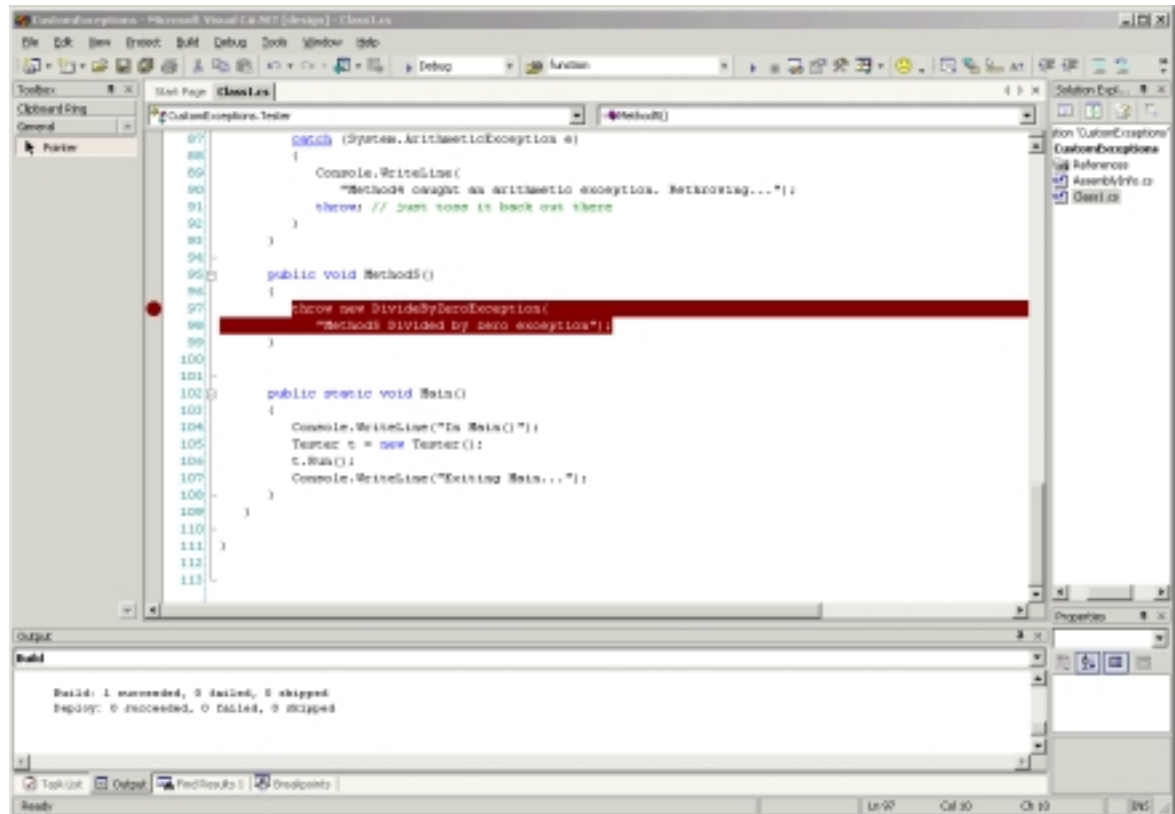 CustomExceptions - Microsoft Visual C#.NET [design] - Class1.cs
File Edit View Project Build Debug Tools Window Help
Debug function
Toolbox
Clipboard Ring
General
Pointer
Start Page Class1.cs
CustomExceptions.Tester Method5()
87 catch (System.ArithmeticException e)
88 {
89 Console.WriteLine(
90 "Method4 caught an arithmetic exception. Rethrowing...");
91 throw; // just toss it back out there
92 }
93 }
94
95 public void Method5()
96 {
97 throw new DivideByZeroException(
98 "Method5 Divided by zero exception");
99 }
100
101
102 public static void Main()
103 {
104 Console.WriteLine("In Main()");
105 Tester t = new Tester();
106 t.Run();
107 Console.WriteLine("Exiting Main...");
108 }
109 }
110
111 }
112
113
Solution Expl...
tion 'CustomExceptions'
CustomExceptions
References
AssemblyInfo.cs
Class1.cs
Properties
Output
Build
Build: 1 succeeded, 0 failed, 0 skipped
Deploy: 0 succeeded, 0 failed, 0 skipped
Task List Output Find Results 1 Breakpoints
Ready Ln 97 Col 10 Ch 10 INS